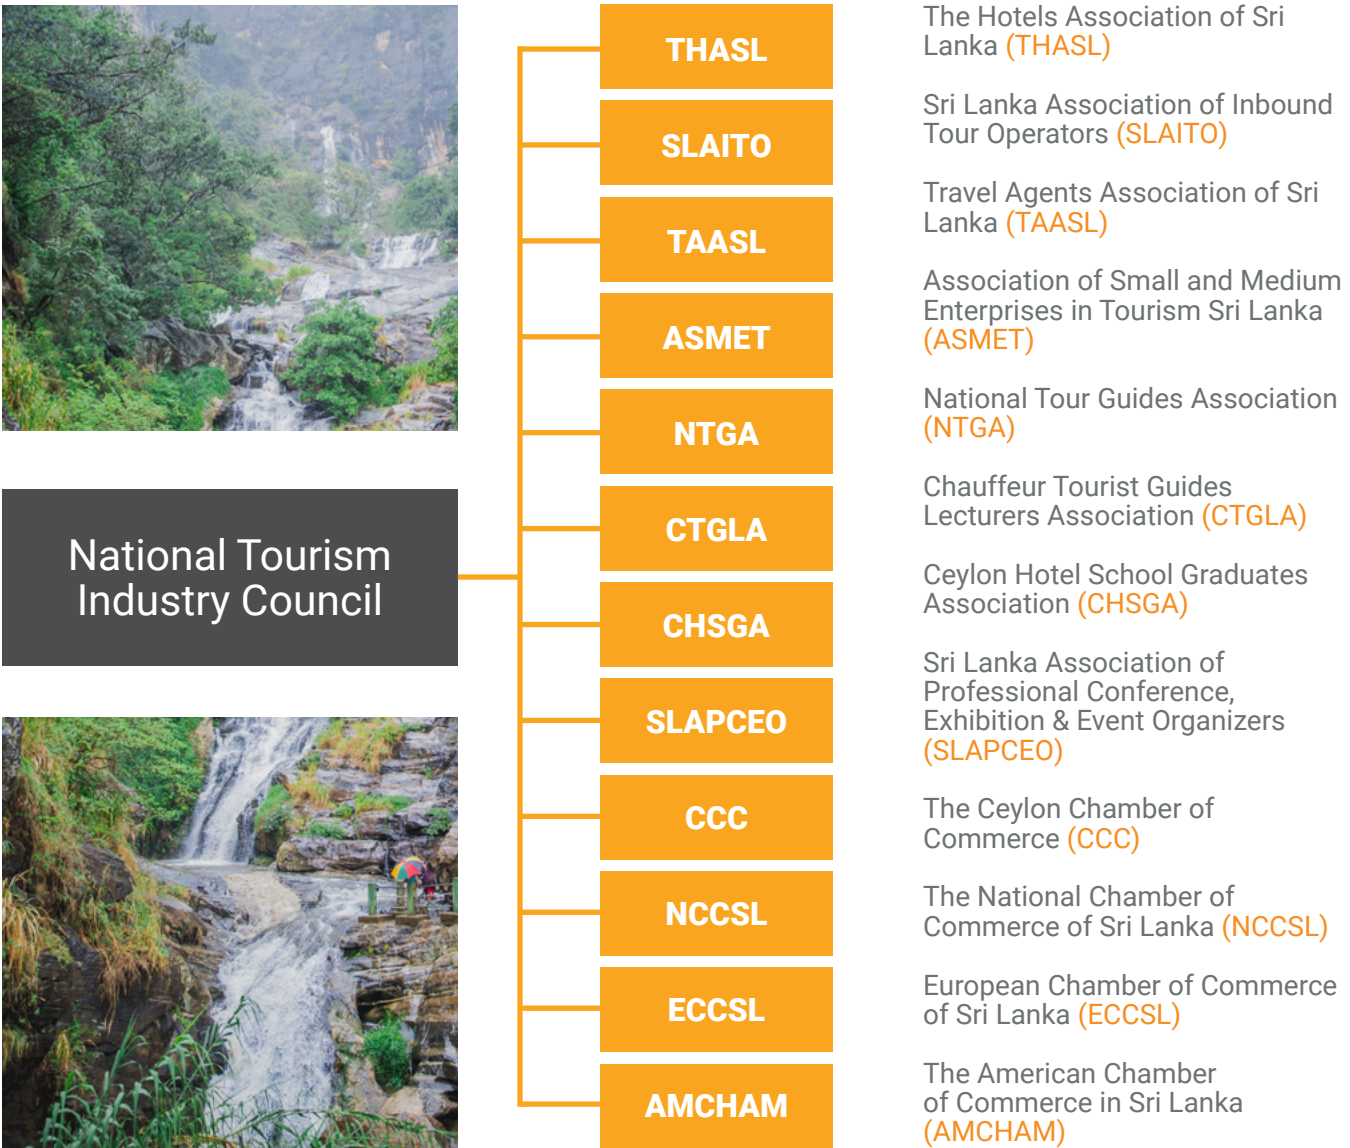 National Tourism
Industry Council
THASL
SLAITO
TAASL
ASMET
NTGA
CTGLA
CHSGA
SLAPCEO
CCC
NCCSL
ECCSL
AMCHAM
The Hotels Association of Sri
Lanka (THASL)
Sri Lanka Association of Inbound
Tour Operators (SLAITO)
Travel Agents Association of Sri
Lanka (TAASL)
Association of Small and Medium
Enterprises in Tourism Sri Lanka
(ASMET)
National Tour Guides Association
(NTGA)
Chauffeur Tourist Guides
Lecturers Association (CTGLA)
Ceylon Hotel School Graduates
Association (CHSGA)
Sri Lanka Association of
Professional Conference,
Exhibition & Event Organizers
(SLAPCEO)
The Ceylon Chamber of
Commerce (CCC)
The National Chamber of
Commerce of Sri Lanka (NCCSL)
European Chamber of Commerce
of Sri Lanka (ECCSL)
The American Chamber
of Commerce in Sri Lanka
(AMCHAM)